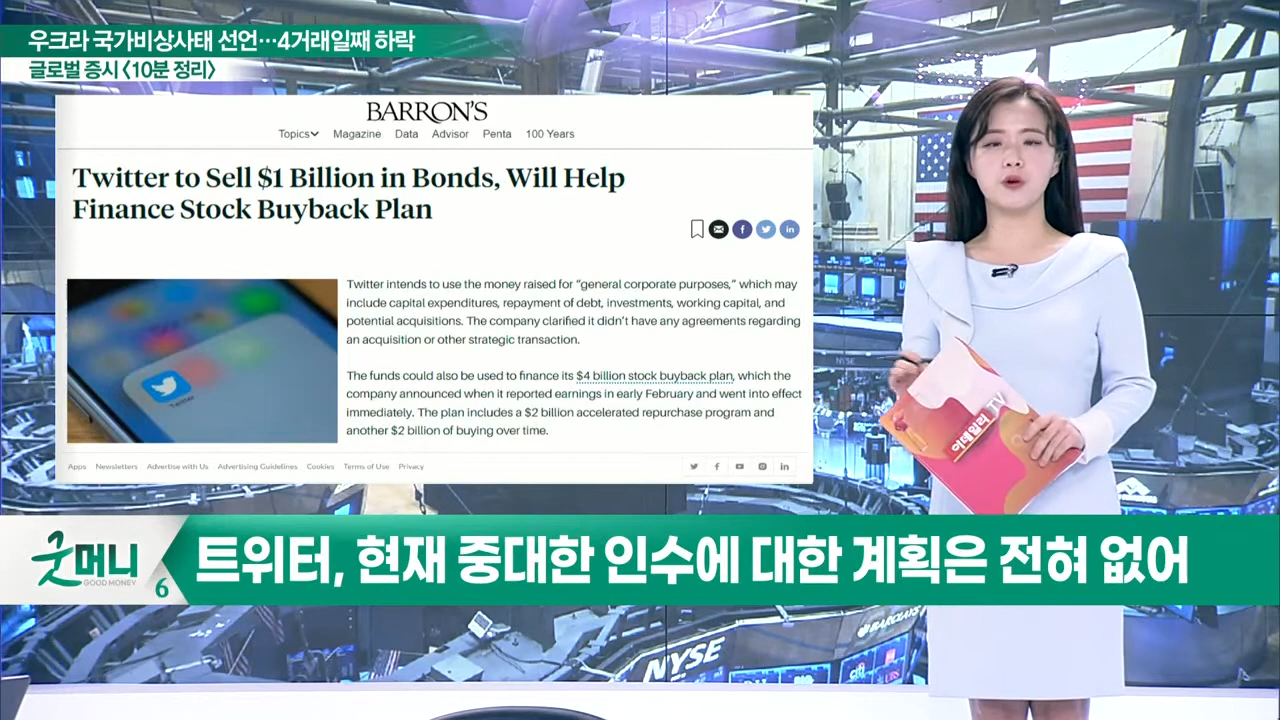 우크라 국가비상사태 선언…4거래일째 하락
글로벌 증시 <10분 정리>
BARRON'S
Topics Magazine Data Advisor Penta 100 Years
Twitter to Sell $1 Billion in Bonds, Will Help
Finance Stock Buyback Plan
Twitter intends to use the money raised for “general corporate purposes,” which may
include capital expenditures, repayment of debt, investments, working capital, and
potential acquisitions. The company clarified it didn’t have any agreements regarding
an acquisition or other strategic transaction.
The funds could also be used to finance its $4 billion stock buyback plan, which the
company announced when it reported earnings in early February and went into effect
immediately. The plan includes a $2 billion accelerated repurchase program and
another $2 billion of buying over time.
Twitter
Apps Newsletters Advertise with Us Advertising Guidelines Cookies Terms of Use Privacy
이데일리 TV
NYSE
굿머니
GOOD MONEY
6
트위터, 현재 중대한 인수에 대한 계획은 전혀 없어
BARCLAYS
NYSE
citi